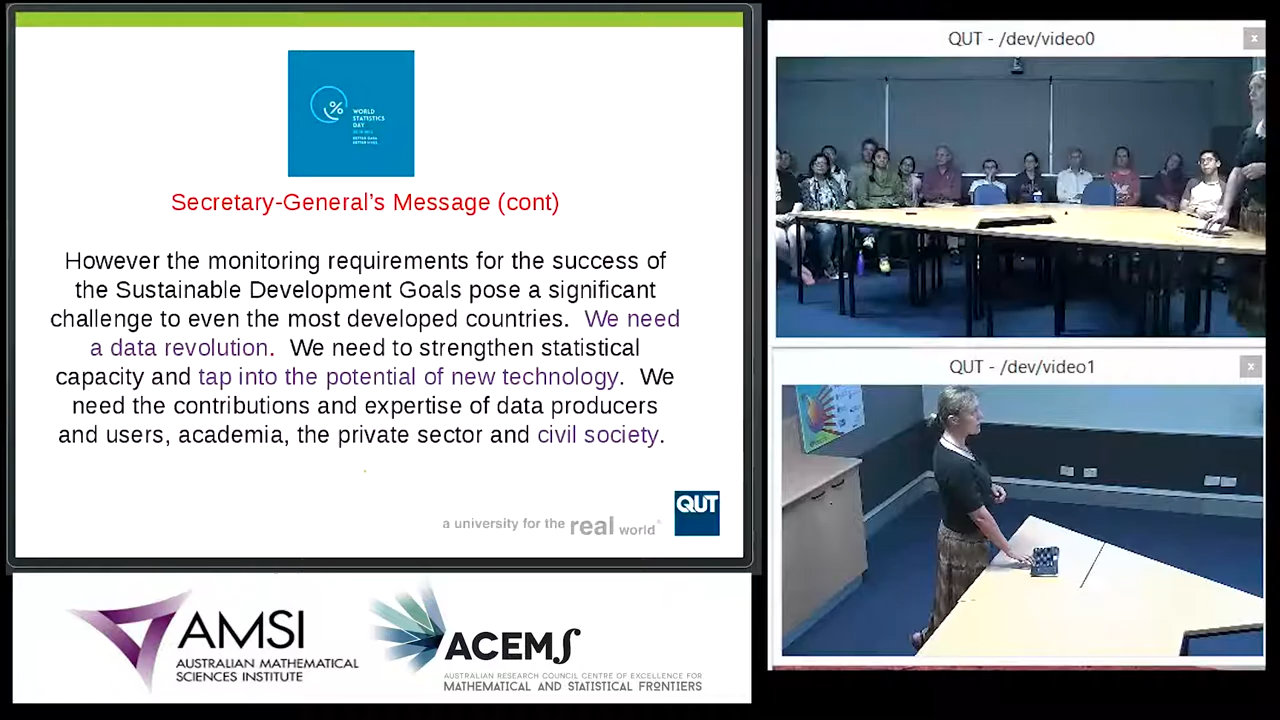 WORLD
STATISTICS
DAY
BETTER DATA
BETTER LIVES
Secretary-General's Message (cont)
However the monitoring requirements for the success of
the Sustainable Development Goals pose a significant
challenge to even the most developed countries.  We need
a data revolution.  We need to strengthen statistical
capacity and tap into the potential of new technology.  We
need the contributions and expertise of data producers
and users, academia, the private sector and civil society.
.
a university for the real world®
QUT
AMSI
AUSTRALIAN MATHEMATICAL
SCIENCES INSTITUTE
ACEMS
AUSTRALIAN RESEARCH COUNCIL CENTRE OF EXCELLENCE FOR
MATHEMATICAL AND STATISTICAL FRONTIERS
QUT - /dev/video0
x
QUT - /dev/video1
x